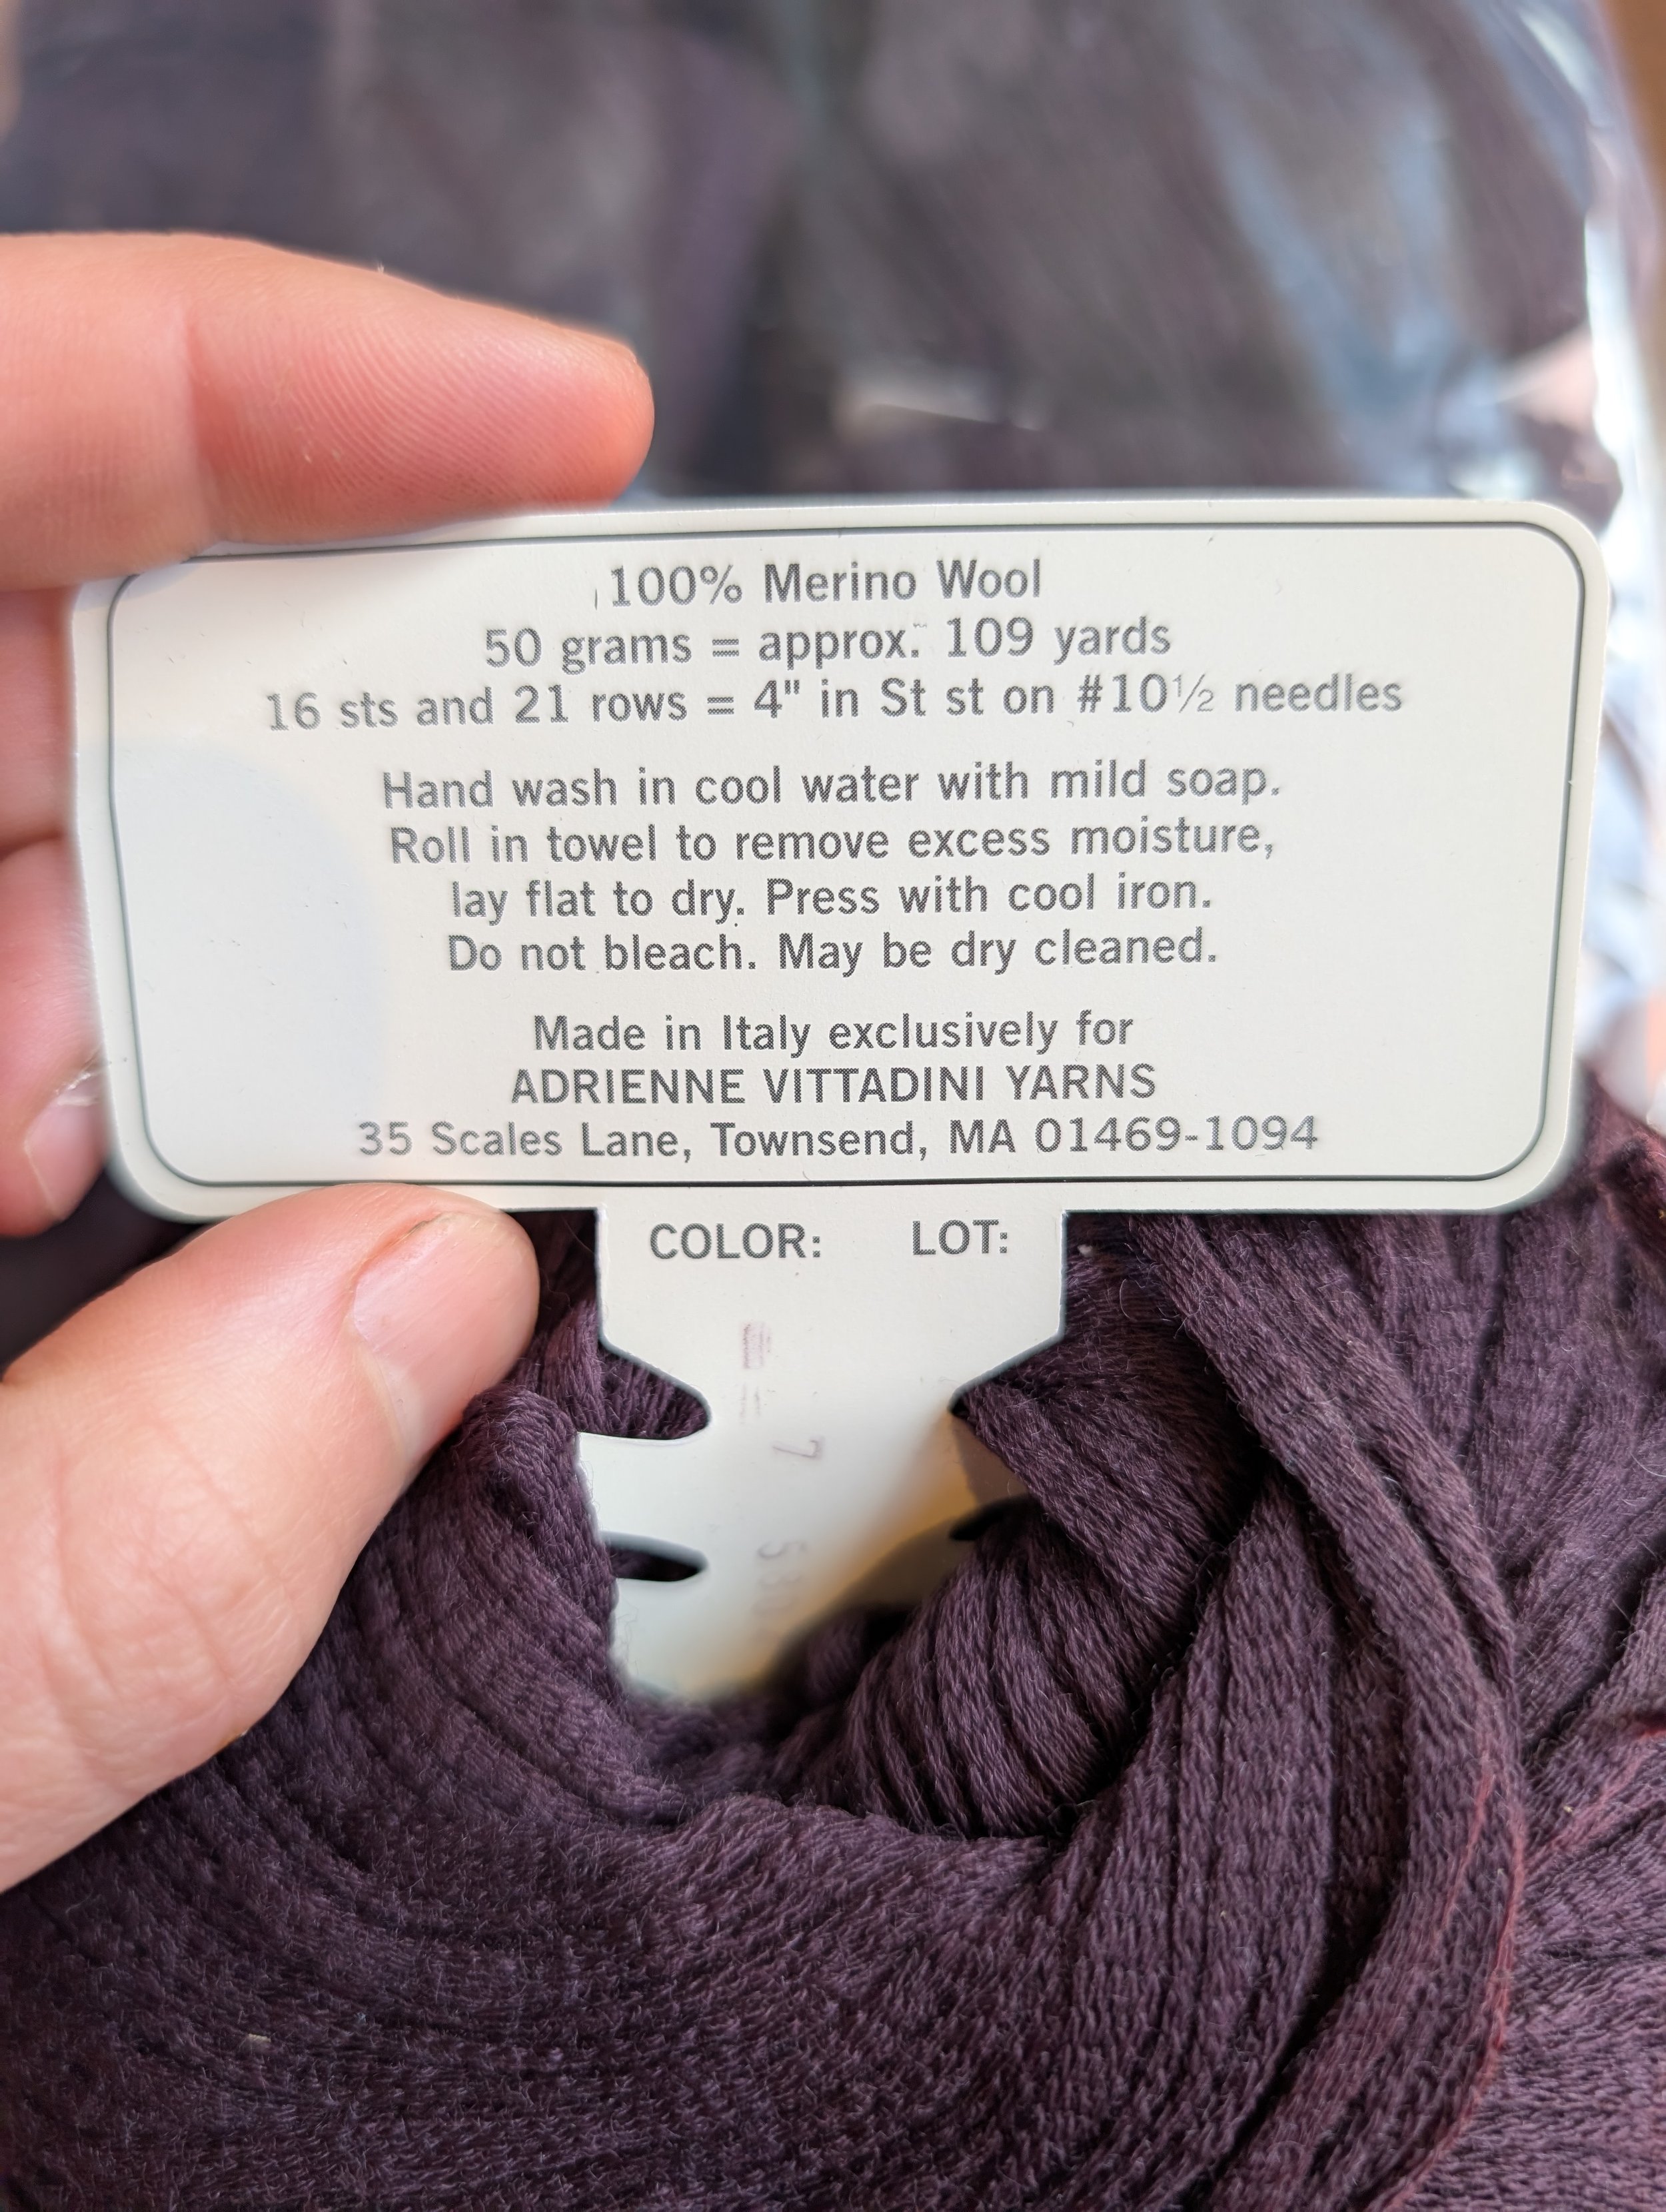 100% Merino Wool
50 grams = approx. 109 yards
16 sts and 21 rows = 4" in St st on #10½ needles
Hand wash in cool water with mild soap.
Roll in towel to remove excess moisture,
lay flat to dry. Press with cool iron.
Do not bleach. May be dry cleaned.
Made in Italy exclusively for
ADRIENNE VITTADINI YARNS
35 Scales Lane, Townsend, MA 01469-1094
COLOR: LOT: